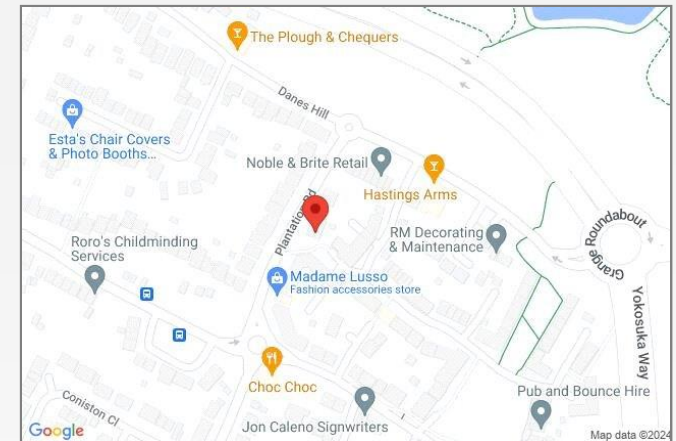 The Plough & Chequers
Danes Hill
Esta's Chair Covers
& Photo Booths...
Noble & Brite Retail
Hastings Arms
Plantation Rd
Grange Roundabout
RM Decorating
& Maintenance
Roro's Childminding
Services
Madame Lusso
Fashion accessories store
Yokosuka Way
Choc Choc
Pub and Bounce Hire
Coniston Cl
Jon Caleno Signwriters
Google
Map data ©2024